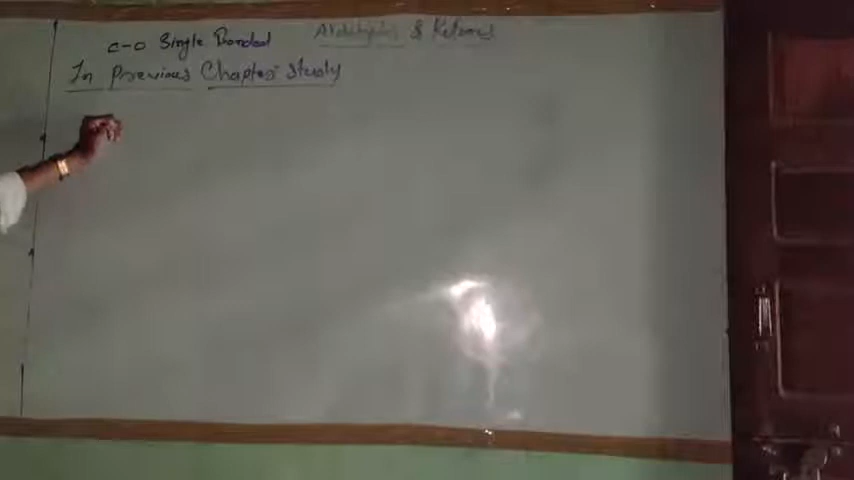 Aldehydes & Ketones
C-O Single Bonded
In Previous Chapter study